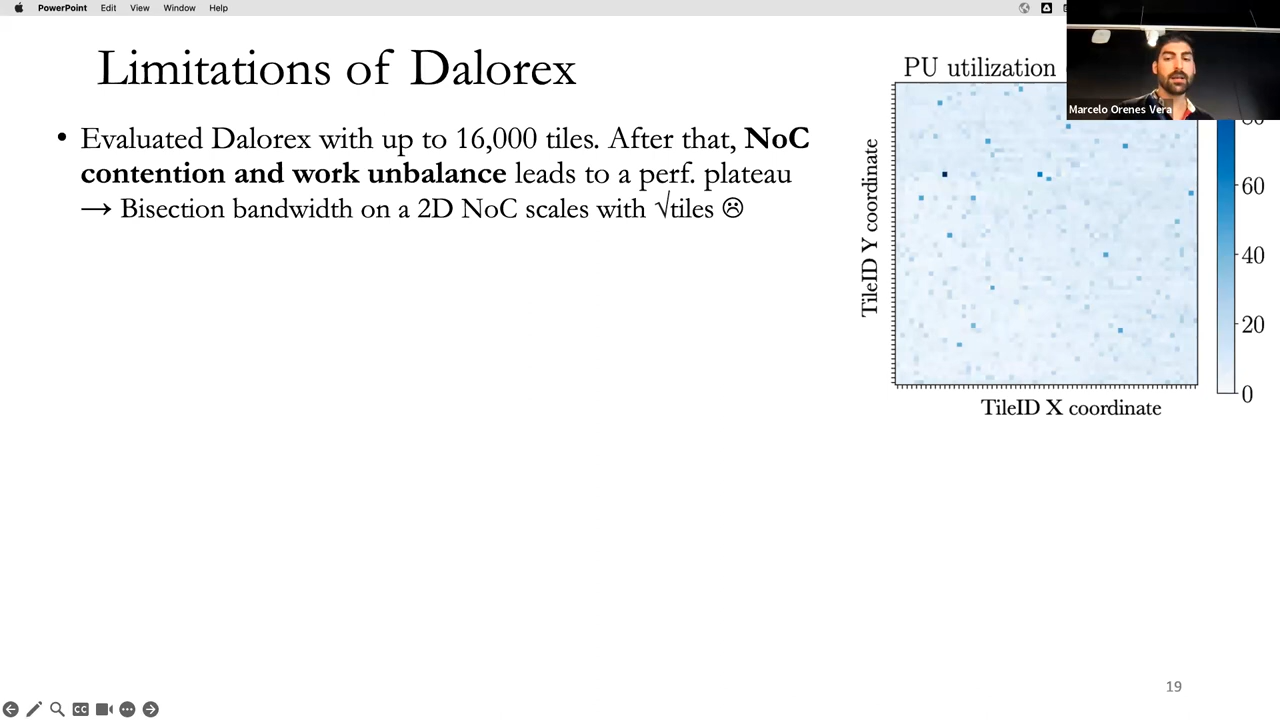 PowerPoint Edit View Window Help
Limitations of Dalorex
• Evaluated Dalorex with up to 16,000 tiles. After that, NoC
contention and work unbalance leads to a perf. plateau
→ Bisection bandwidth on a 2D NoC scales with √tiles ☹
PU utilization
Marcelo Orenes Vera
TileID Y coordinate
60
40
20
0
TileID X coordinate
19
CC